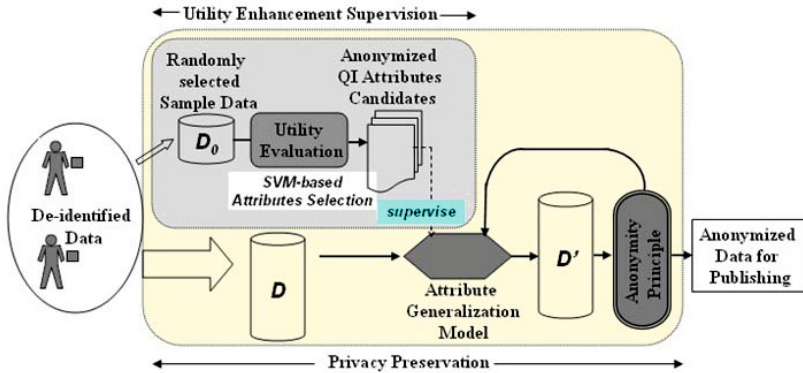 Utility Enhancement Supervision
Randomly
selected
Sample Data
Anonymized
QI Attributes
Candidates
D0
Utility
Evaluation
SVM-based
Attributes Selection
supervise
De-identified
Data
D
Attribute
Generalization
Model
D'
Anonymity
Principle
Anonymized
Data for
Publishing
Privacy Preservation